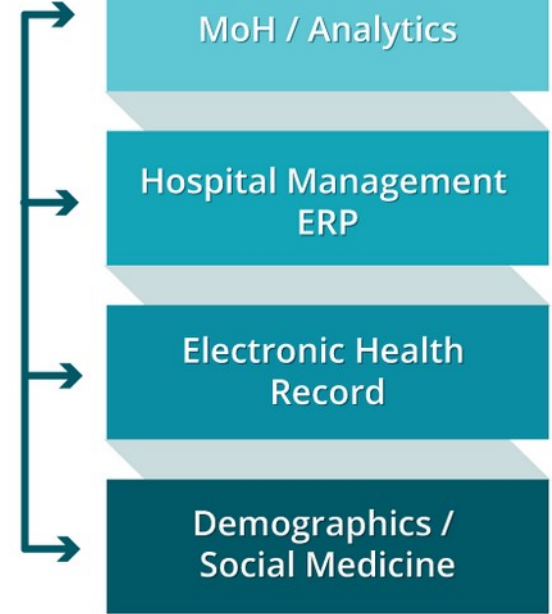 MoH / Analytics
Hospital Management
ERP
Electronic Health
Record
Demographics /
Social Medicine